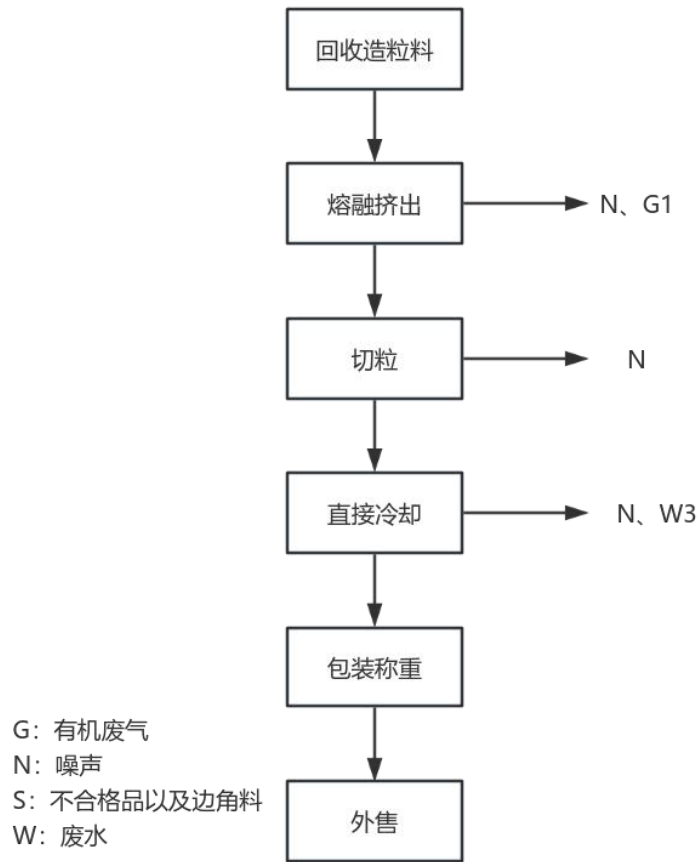 回收造粒料
熔融挤出
N、G1
切粒
N
直接冷却
N、W3
包装称重
G：有机废气
N：噪声
S：不合格品以及边角料
W：废水
外售